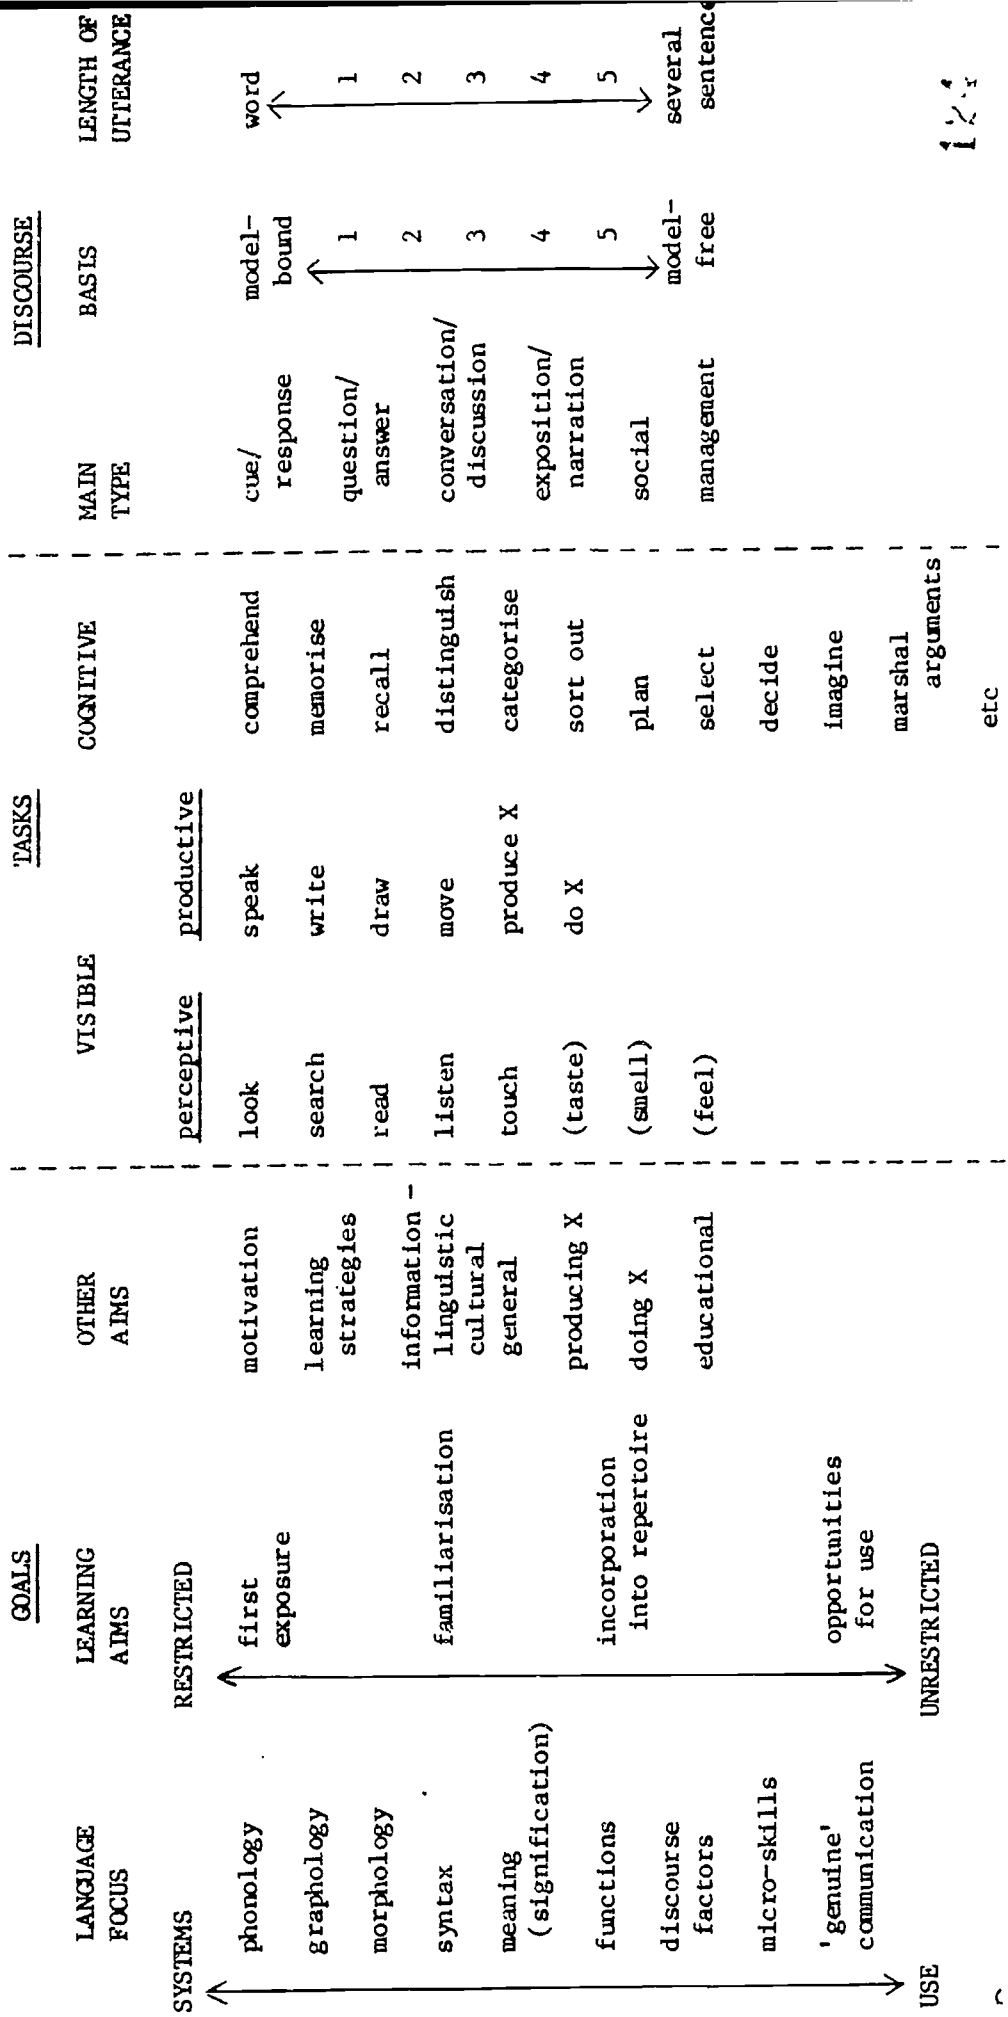 GOALS
LANGUAGE
FOCUS
SYSTEMS
phonology
graphology
morphology
syntax
meaning
(signification)
functions
discourse
factors
micro-skills
'genuine'
communication
USE
LEARNING
AIMS
RESTRICTED
first
exposure
familiarisation
incorporation
into repertoire
opportunities
for use
UNRESTRICTED
OTHER
AIMS
motivation
learning
strategies
information -
linguistic
cultural
general
producing X
doing X
educational
TASKS
VISIBLE
perceptive
look
search
read
listen
touch
(taste)
(smell)
(feel)
productive
speak
write
draw
move
produce X
do X
COGNITIVE
comprehend
memorise
recall
distinguish
categorise
sort out
plan
select
decide
imagine
marshal
arguments
etc
DISCOURSE
MAIN
TYPE
cue/
response
question/
answer
conversation/
discussion
exposition/
narration
social
management
BASIS
model-
bound
1
2
3
4
5
model-
free
LENGTH OF
UTTERANCE
word
1
2
3
4
5
several
sentence